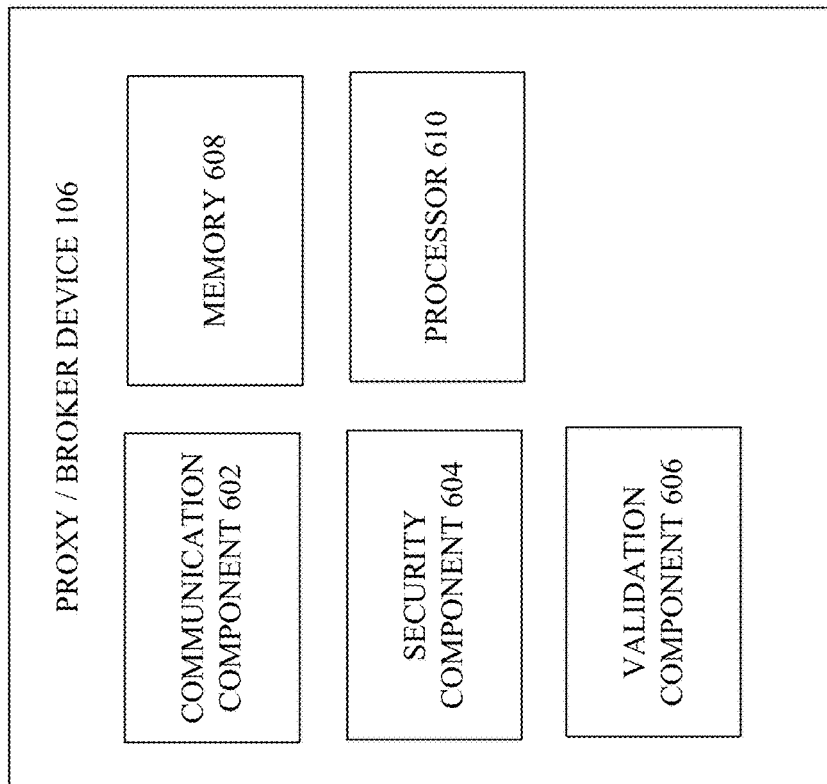 PROXY / BROKER DEVICE 106
COMMUNICATION
COMPONENT 602
MEMORY 608
SECURITY
COMPONENT 604
PROCESSOR 610
VALIDATION
COMPONENT 606